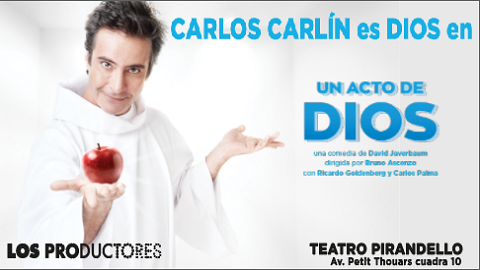 CARLOS CARLÍN es DIOS en
UN ACTO DE
DIOS
una comedia de David Javerbaum
dirigida por Bruno Ascenzo
con Ricardo Goldenberg y Carlos Palma
LOS PRODUCTORES
TEATRO PIRANDELLO
Av. Petit Thouars cuadra 10